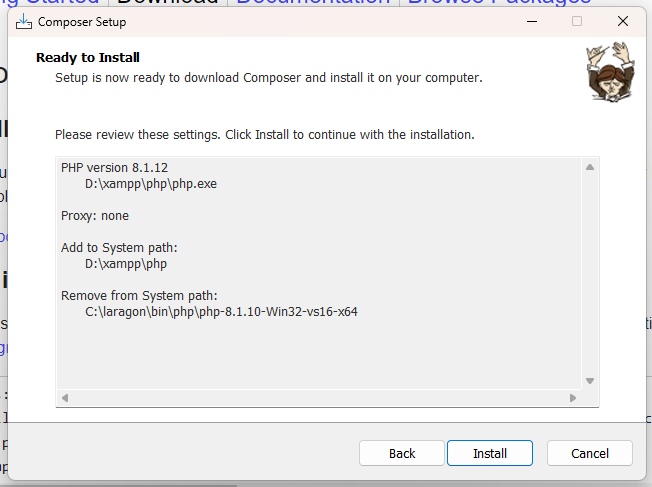 ng Started Download Documentation Browse Packages
Composer Setup
Ready to Install
Setup is now ready to download Composer and install it on your computer.
Please review these settings. Click Install to continue with the installation.
PHP version 8.1.12
D:\xampp\php\php.exe
Proxy: none
Add to System path:
D:\xampp\php
Remove from System path:
C:\laragon\bin\php\php-8.1.10-Win32-vs16-x64
Back
Install
Cancel